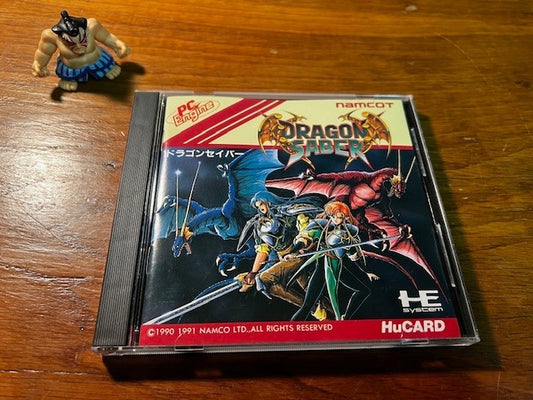 PC Engine
namcot
DRAGON
SABER
ドラゴンセイバー
HE
system
©1990 1991 NAMCO LTD.,ALL RIGHTS RESERVED
HuCARD